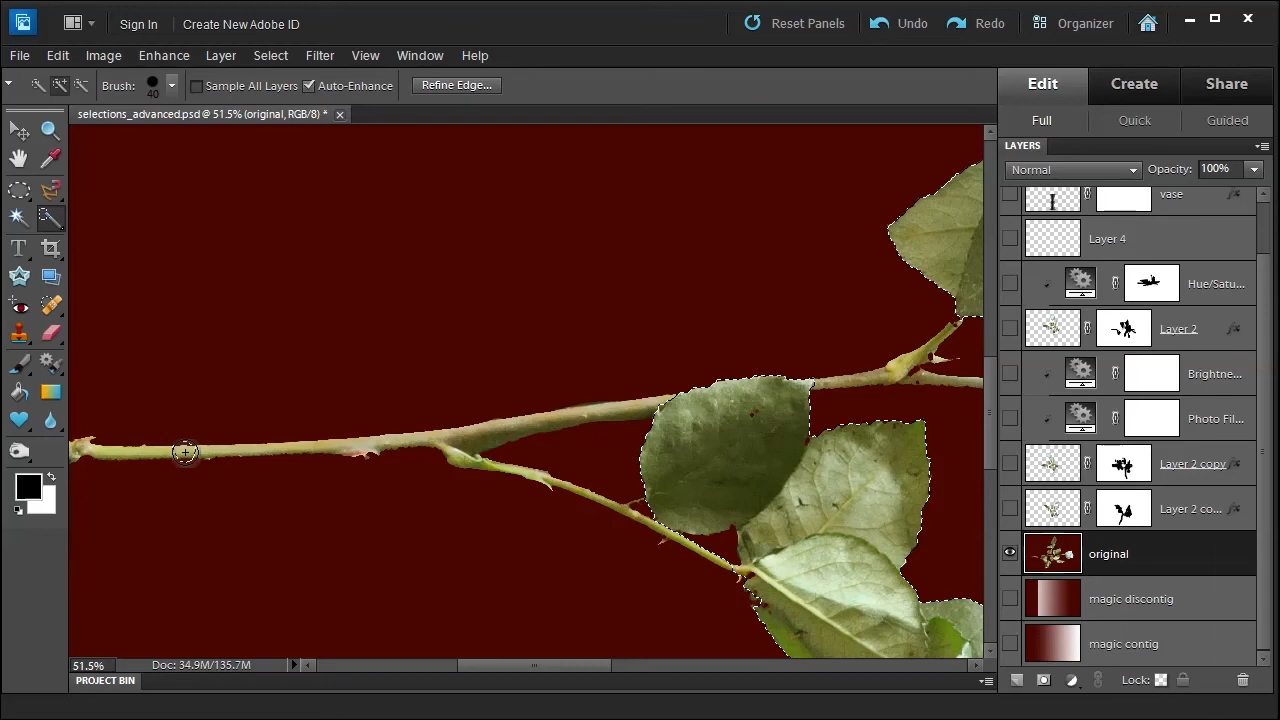 Sign In
Create New Adobe ID
Reset Panels
Undo
Redo
Organizer
File Edit Image Enhance Layer Select Filter View Window Help
Brush: 40
Sample All Layers
Auto-Enhance
Refine Edge...
Edit
Create
Share
selections_advanced.psd @ 51.5% (original, RGB/8) *
Full
Quick
Guided
LAYERS
Normal
Opacity: 100%
vase
Layer 4
Hue/Satu...
Layer 2
Brightne...
Photo Fil...
Layer 2 copy
Layer 2 co...
original
magic discontig
magic contig
51.5%
Doc: 34.9M/135.7M
Lock:
PROJECT BIN